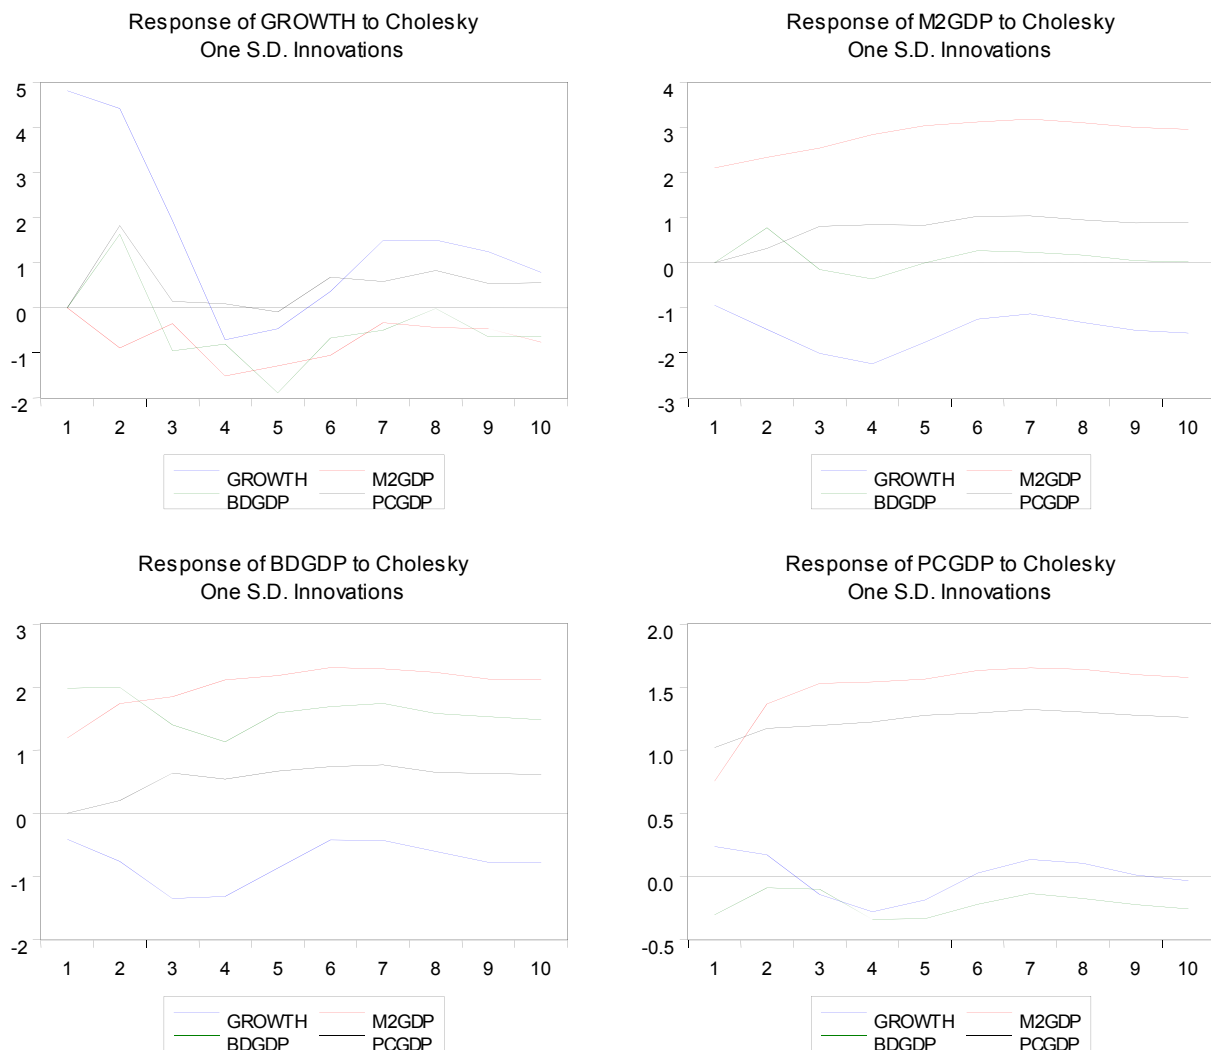 Response of GROWTH to Cholesky
One S.D. Innovations
5
4
3
2
1
0
-1
-2
1 2 3 4 5 6 7 8 9 10
GROWTH M2GDP
BDGDP PCGDP
Response of M2GDP to Cholesky
One S.D. Innovations
4
3
2
1
0
-1
-2
-3
1 2 3 4 5 6 7 8 9 10
GROWTH M2GDP
BDGDP PCGDP
Response of BDGDP to Cholesky
One S.D. Innovations
3
2
1
0
-1
-2
1 2 3 4 5 6 7 8 9 10
GROWTH M2GDP
BDGDP PCGDP
Response of PCGDP to Cholesky
One S.D. Innovations
2.0
1.5
1.0
0.5
0.0
-0.5
1 2 3 4 5 6 7 8 9 10
GROWTH M2GDP
BDGDP PCGDP